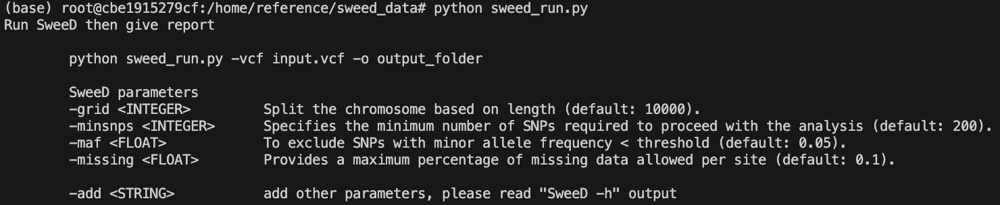 (base) root@cbe1915279cf:/home/reference/sweed_data# python sweed_run.py
Run SweeD then give report
python sweed_run.py -vcf input.vcf -o output_folder
SweeD parameters
-grid <INTEGER> Split the chromosome based on length (default: 10000).
-minsnps <INTEGER> Specifies the minimum number of SNPs required to proceed with the analysis (default: 200).
-maf <FLOAT> To exclude SNPs with minor allele frequency < threshold (default: 0.05).
-missing <FLOAT> Provides a maximum percentage of missing data allowed per site (default: 0.1).
-add <STRING> add other parameters, please read "SweeD -h" output